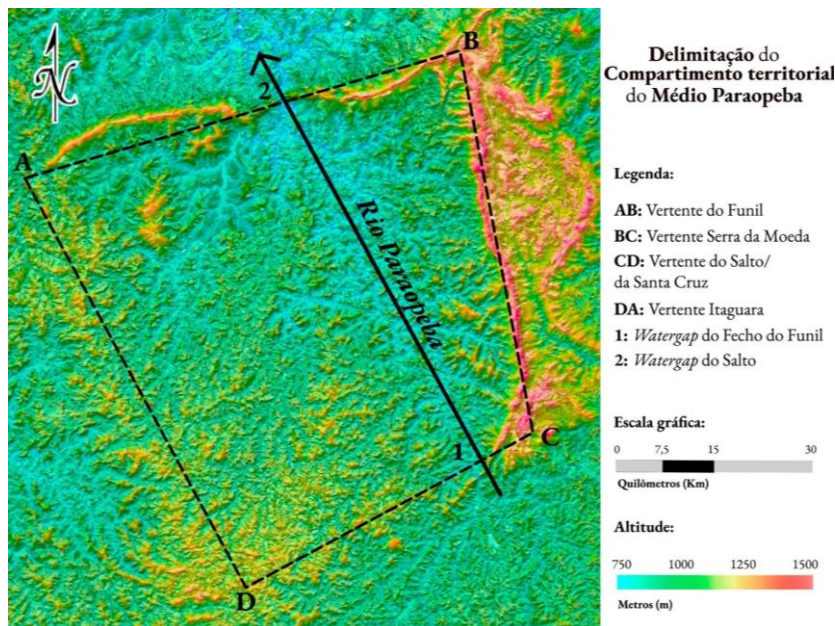 N
B
2
A
Rio Paraopeba
1
C
D
Delimitação do
Compartimento territorial
do Médio Paraopeba
Legenda:
AB: Vertente do Funil
BC: Vertente Serra da Moeda
CD: Vertente do Salto/
da Santa Cruz
DA: Vertente Itaguara
1: Watergap do Fecho do Funil
2: Watergap do Salto
Escala gráfica:
0 7,5 15 30
Quilômetros (Km)
Altitude:
750 1000 1250 1500
Metros (m)